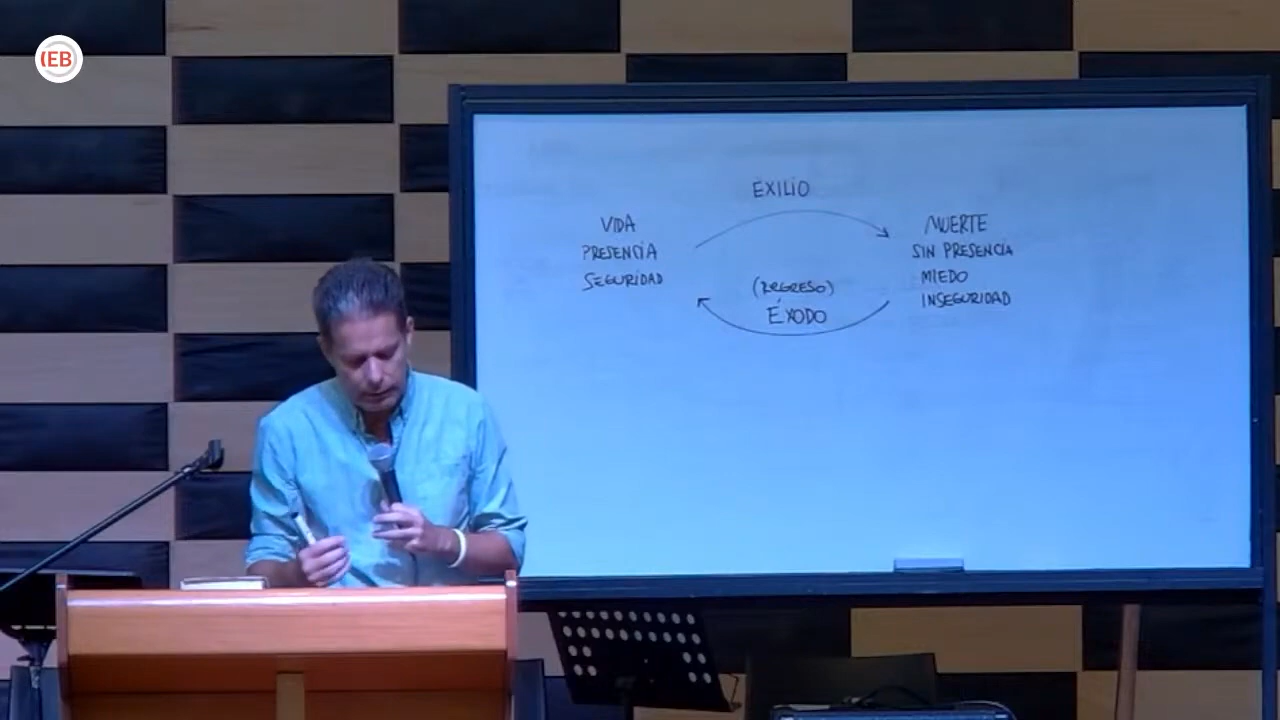 IEB
EXILIO
VIDA
PRESENCIA
SEGURIDAD
MUERTE
SIN PRESENCIA
MIEDO
INSEGURIDAD
(REGRESO)
ÉXODO